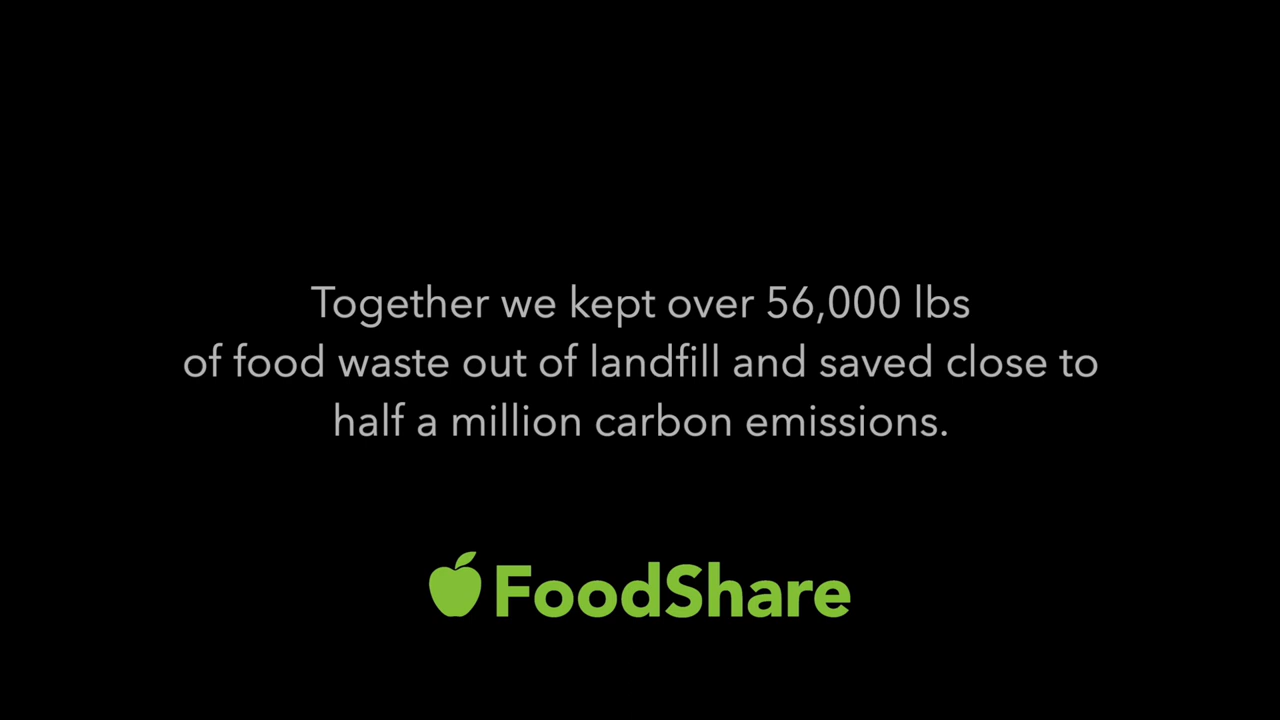 Together we kept over 56,000 lbs
of food waste out of landfill and saved close to
half a million carbon emissions.
FoodShare